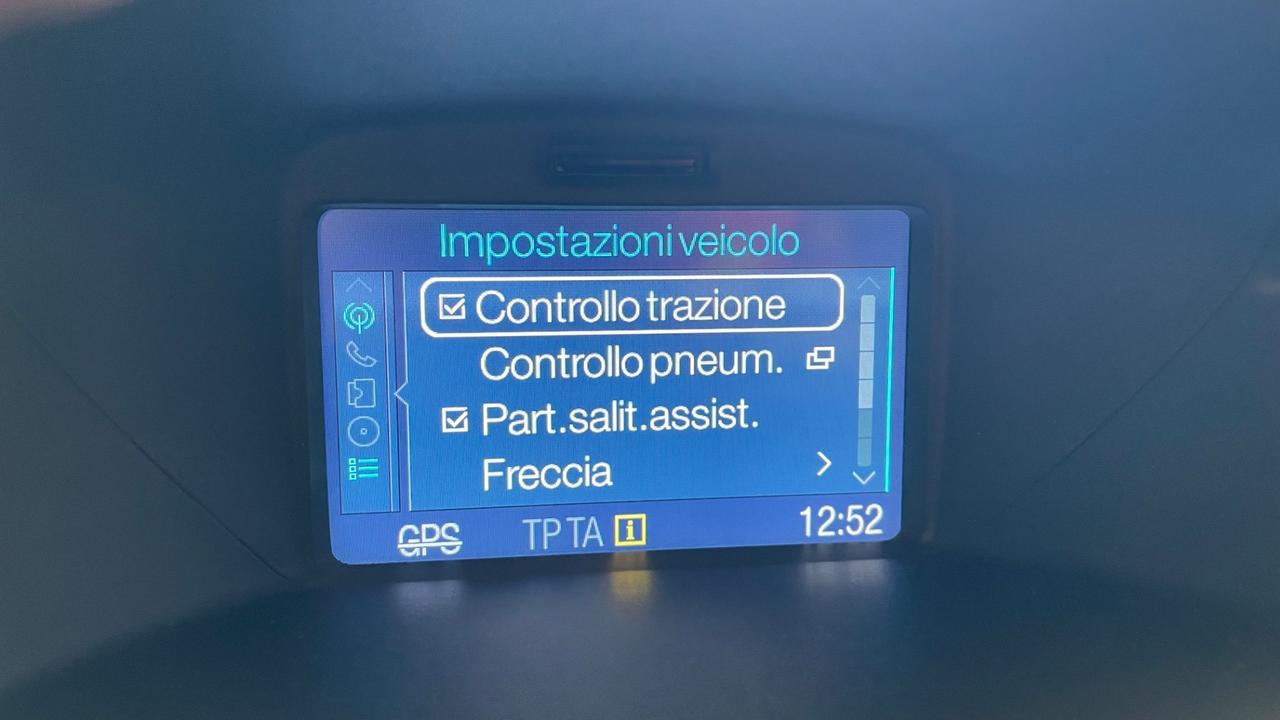 Impostazioni veicolo
Controllo trazione
Controllo pneum.
Part.salit.assist.
Freccia
GPS TP TA i 12:52